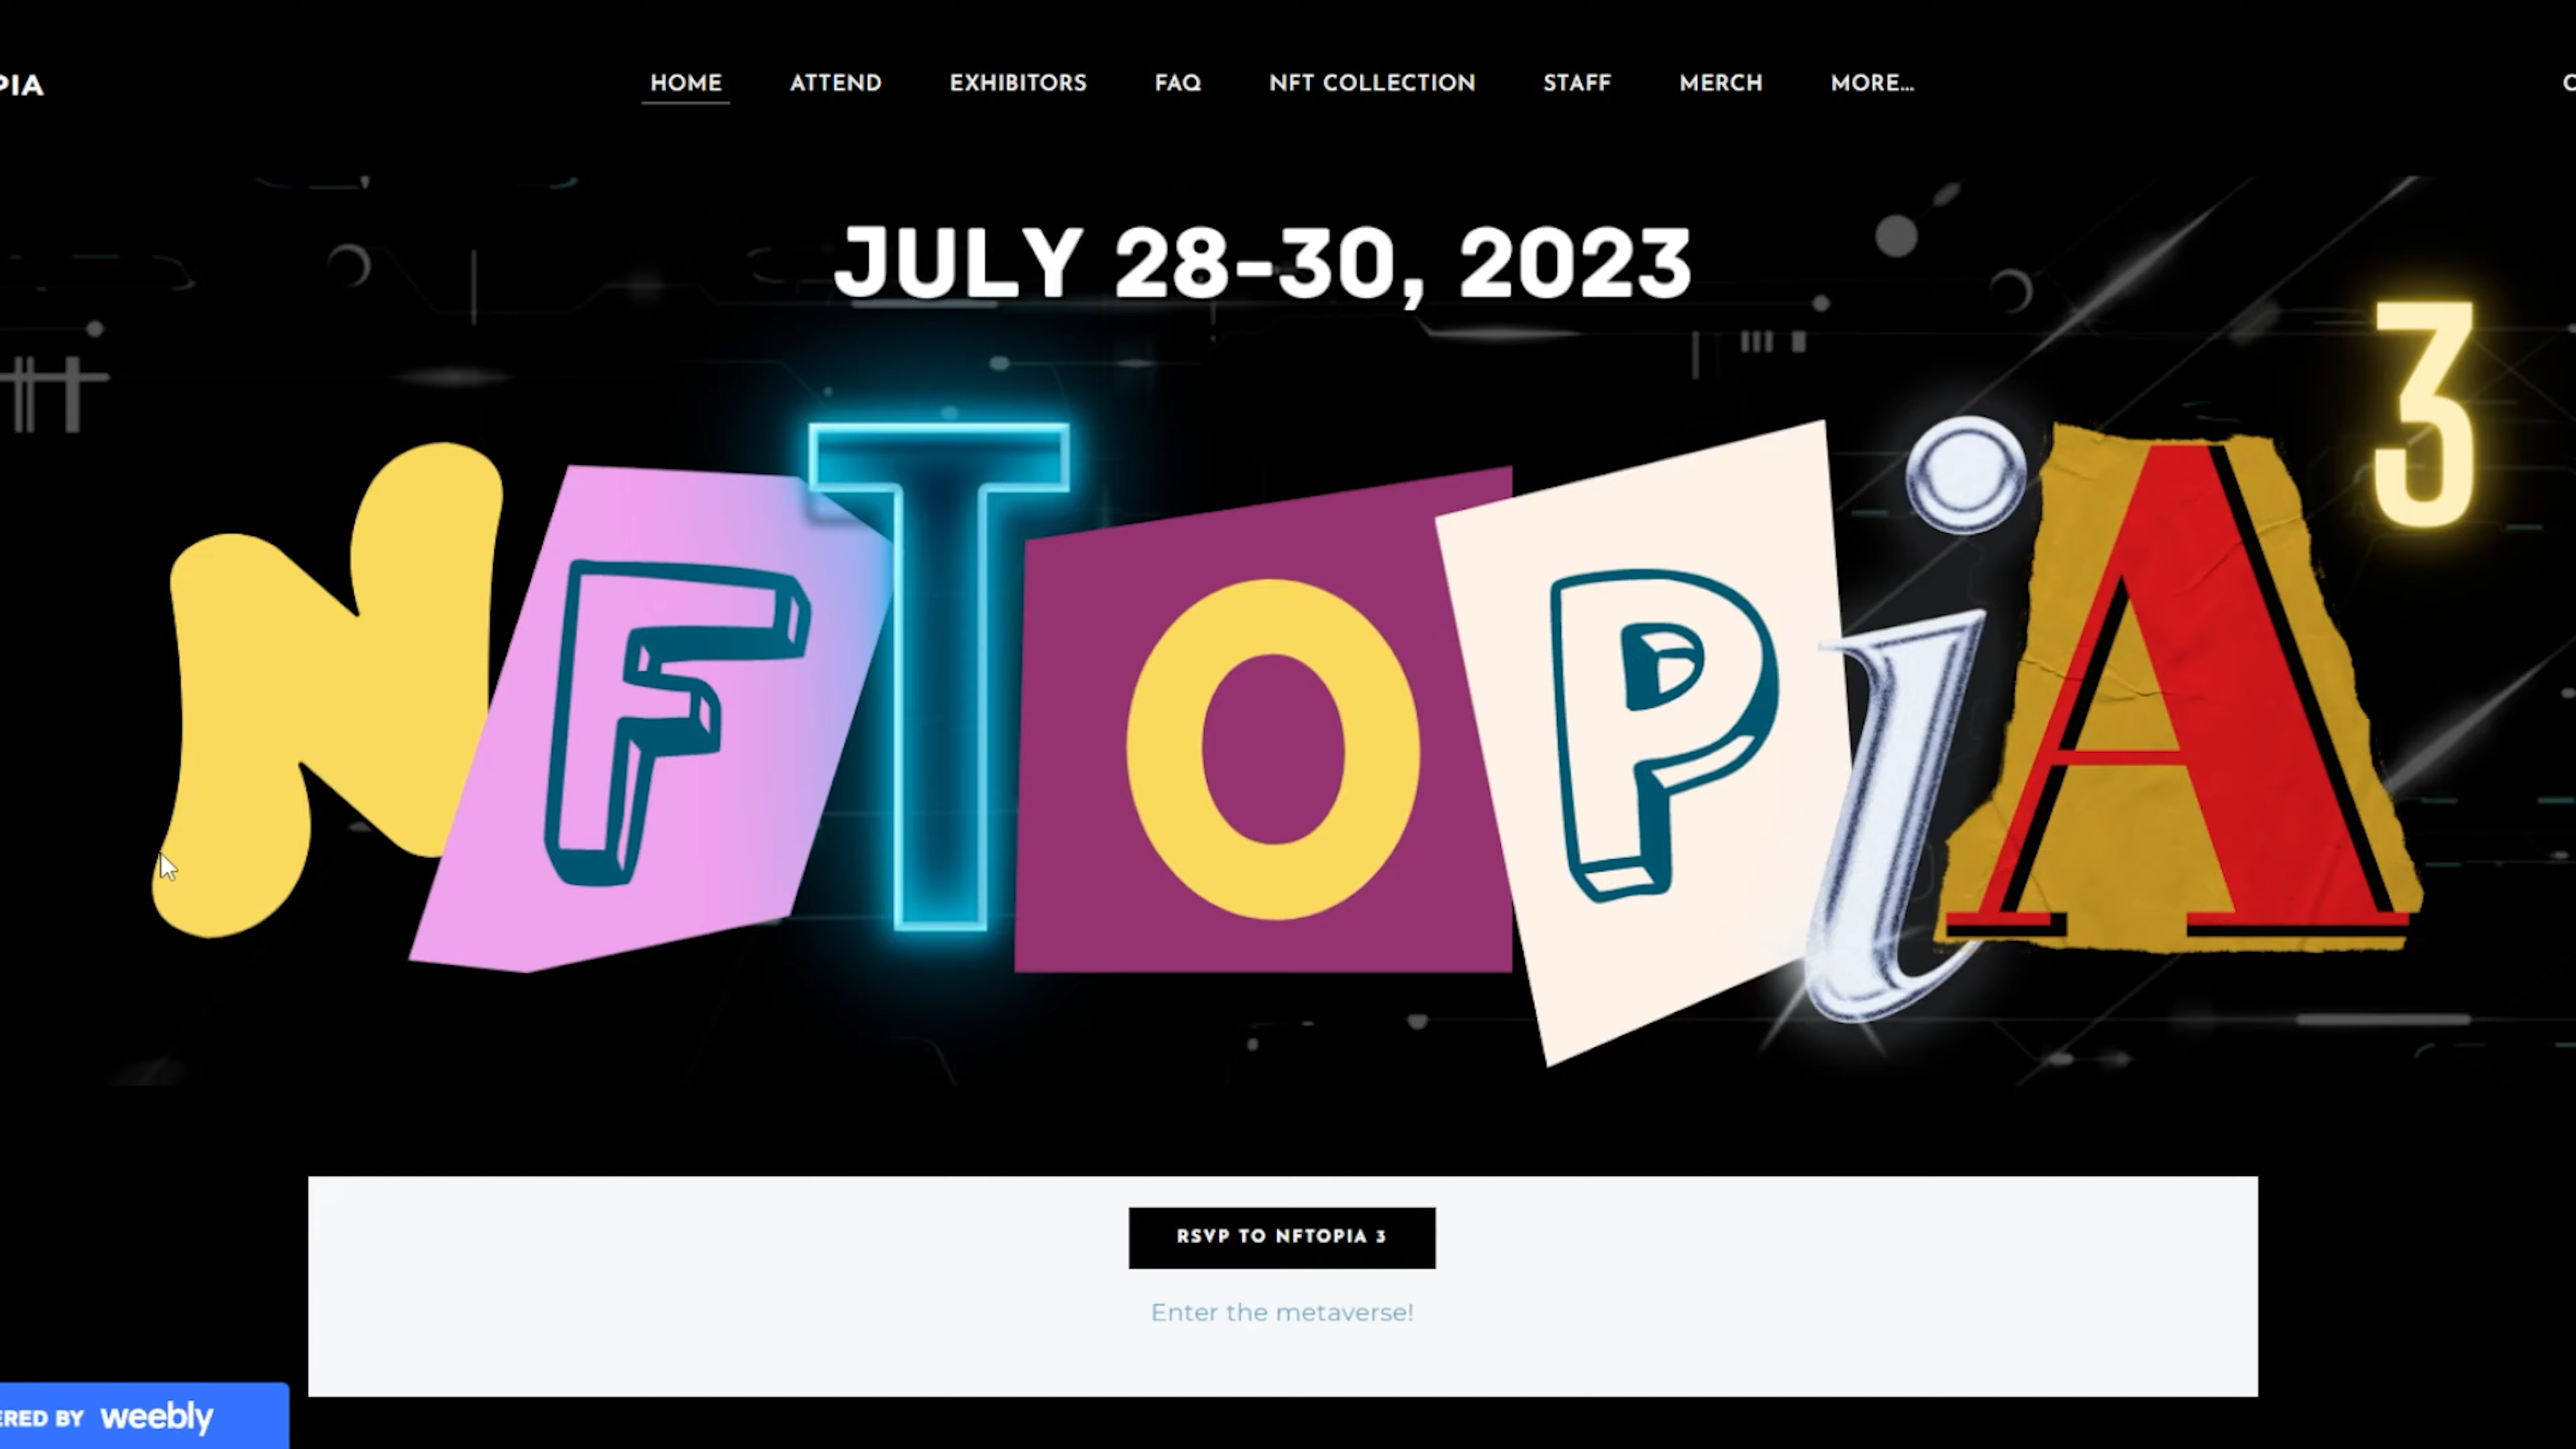 PIA HOME ATTEND EXHIBITORS FAQ NFT COLLECTION STAFF MERCH MORE...
JULY 28-30, 2023
NFTOPiA 3
RSVP TO NFTOPIA 3
Enter the metaverse!
ERED BY weebly